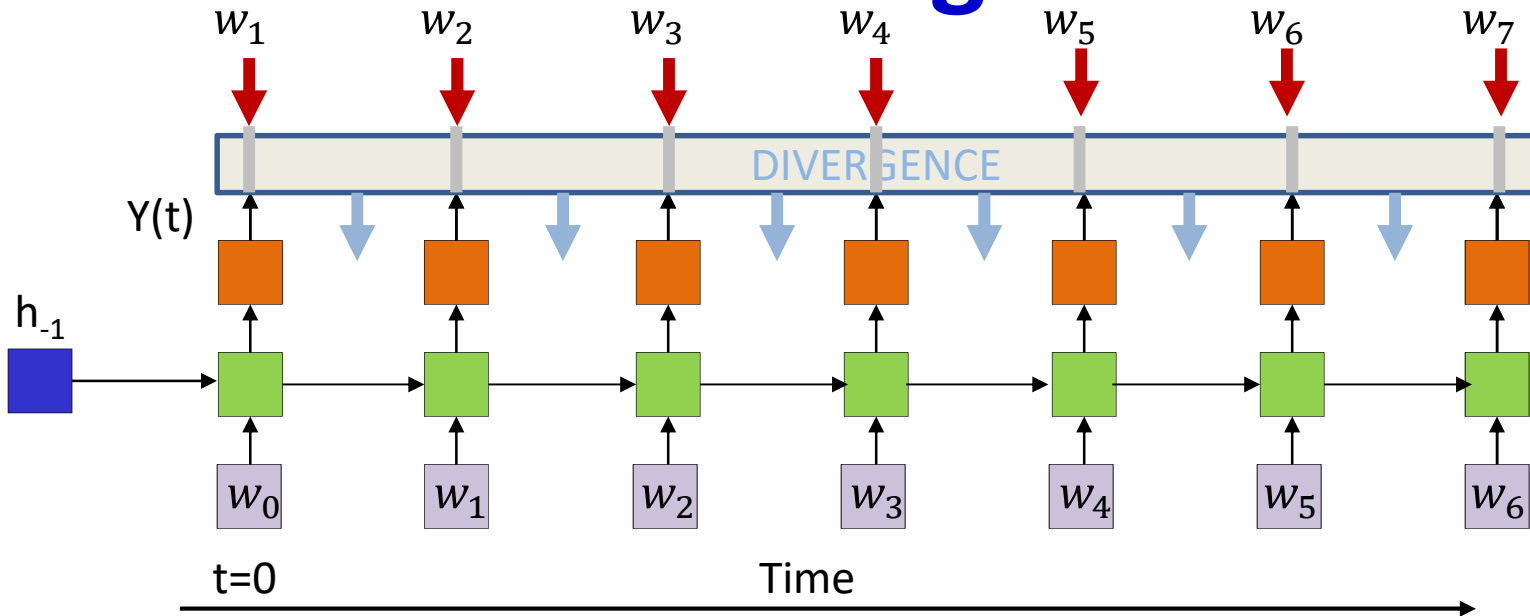 g
w₁ w₂ w₃ w₄ w₅ w₆ w₇
DIVERGENCE
Y(t)
h₋₁
w₀ w₁ w₂ w₃ w₄ w₅ w₆
t=0 Time